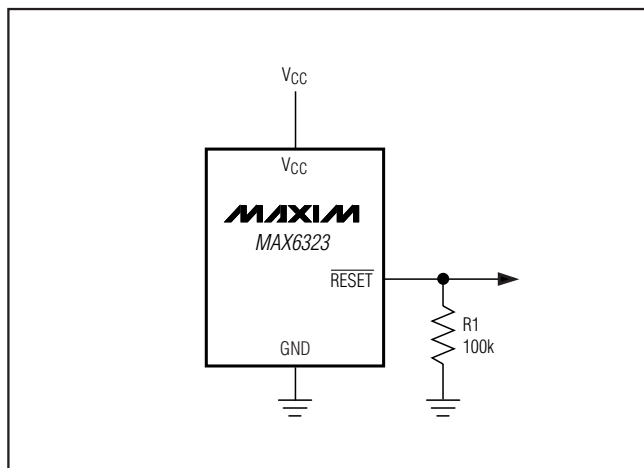 VCC
VCC
MAXIM
MAX6323
RESET
R1
100k
GND